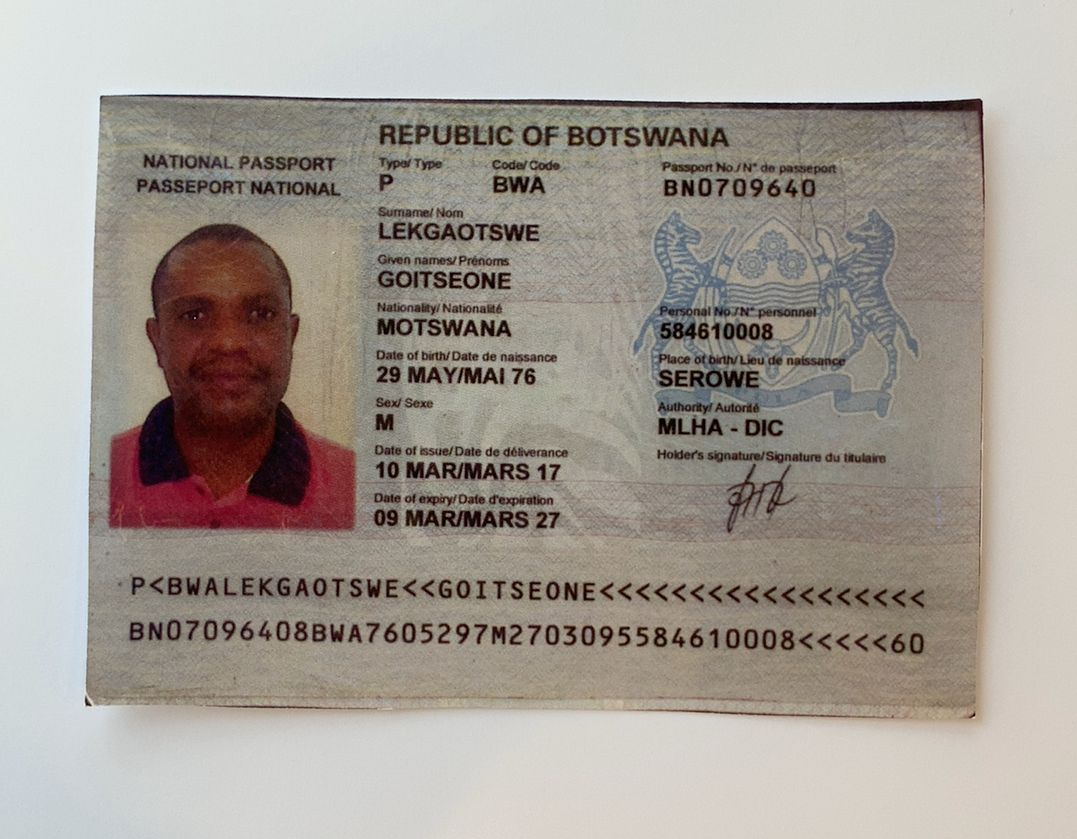 REPUBLIC OF BOTSWANA
NATIONAL PASSPORT
PASSEPORT NATIONAL
Type/ Type Code/ Code Passport No./ N° de passeport
P BWA BN0709640
Surname/ Nom
LEKGAOTSWE
Given names/ Prénoms
GOITSEONE
Nationality/ Nationalité Personal No./ N° personnel
MOTSWANA 584610008
Date of birth/ Date de naissance Place of birth/ Lieu de naissance
29 MAY/MAI 76 SEROWE
Sex/ Sexe Authority/ Autorité
M MLHA - DIC
Date of issue/ Date de déliverance Holder's signature/ Signature du titulaire
10 MAR/MARS 17
Date of expiry/ Date d'expiration
09 MAR/MARS 27
P<BWALEKGAOTSWE<<GOITSEONE<<<<<<<<<<<<<<<<<<
BN07096408BWA7605297M2703095584610008<<<<<60